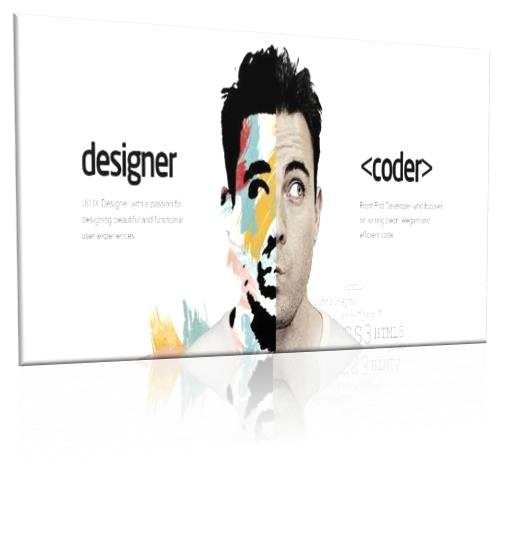 designer
UI/UX Designer with a passion for
designing beautiful and functional
user experiences.
<coder>
Front End Developer who focuses
on writing clean, elegant and
efficient code.
html
CSS3 HTML5